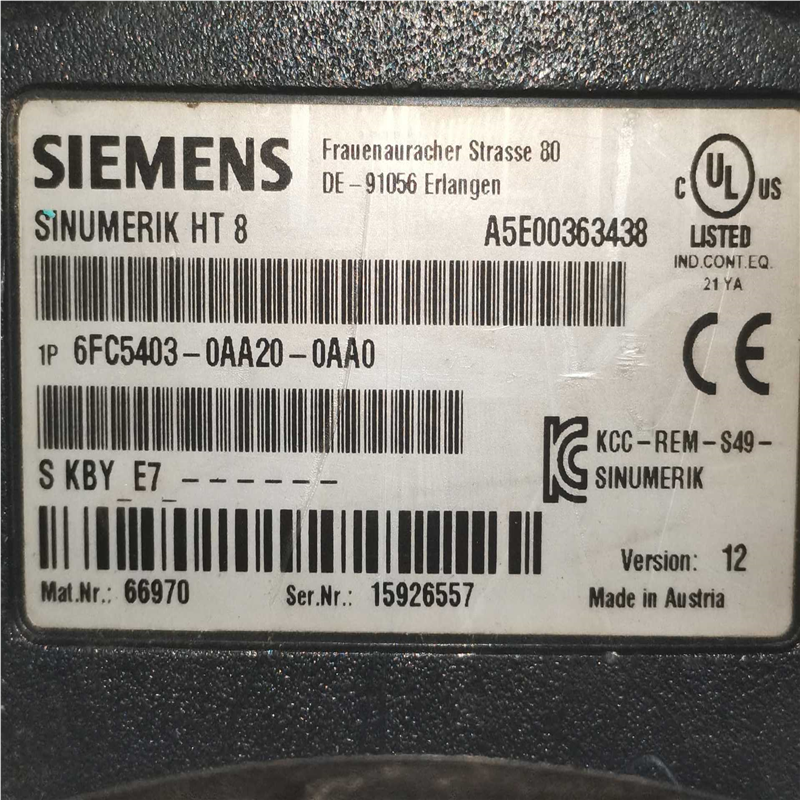 SIEMENS
Frauenauracher Strasse 80
DE-91056 Erlangen
SINUMERIK HT 8
A5E00363438
C UL US
LISTED
IND.CONT.EQ.
21 YA
1P 6FC5403-0AA20-0AA0
CE
KCC-REM-S49-
SINUMERIK
S KBY_E7_------
Version: 12
Mat.Nr.: 66970
Ser.Nr.: 15926557
Made in Austria